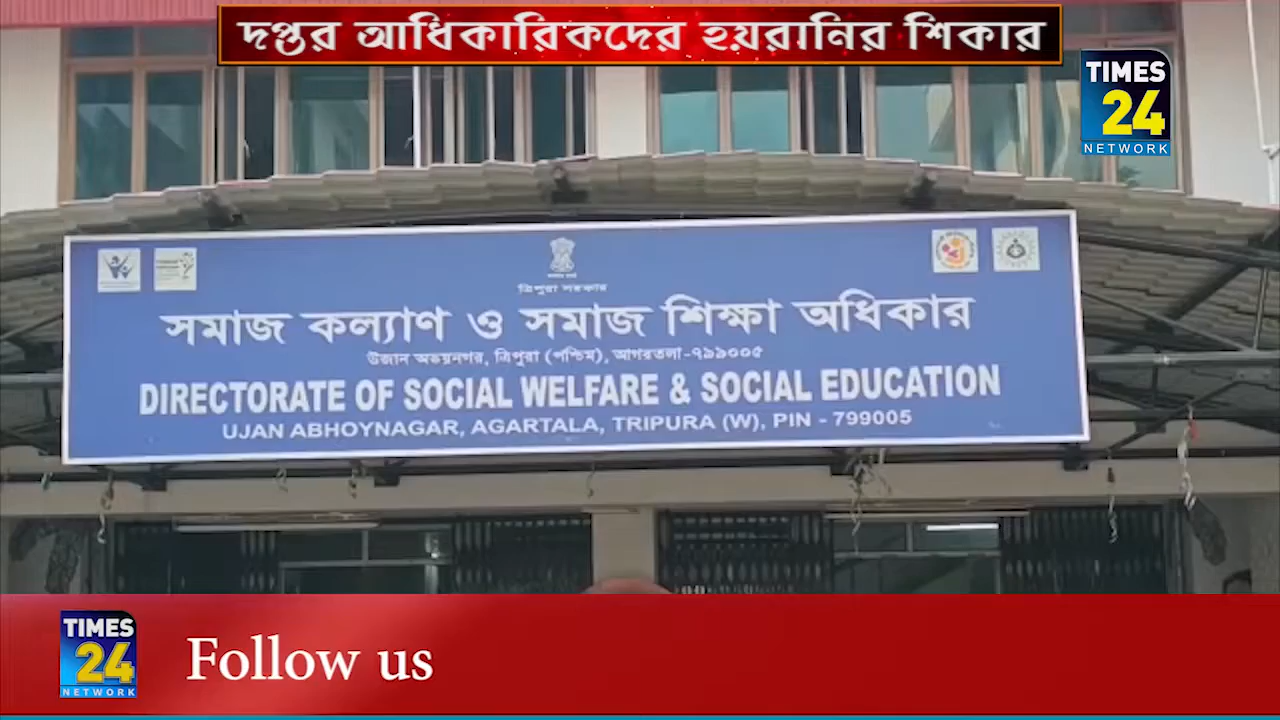 দপ্তর আধিকারিকদের হয়রানির শিকার
TIMES
24
NETWORK
ত্রিপুরা সরকার
সমাজ কল্যাণ ও সমাজ শিক্ষা অধিকার
উজান অভয়নগর, ত্রিপুরা (পশ্চিম), আগরতলা-৭৯৯০০৫
DIRECTORATE OF SOCIAL WELFARE & SOCIAL EDUCATION
UJAN ABHOYNAGAR, AGARTALA, TRIPURA (W), PIN - 799005
TIMES
24
NETWORK
Follow us